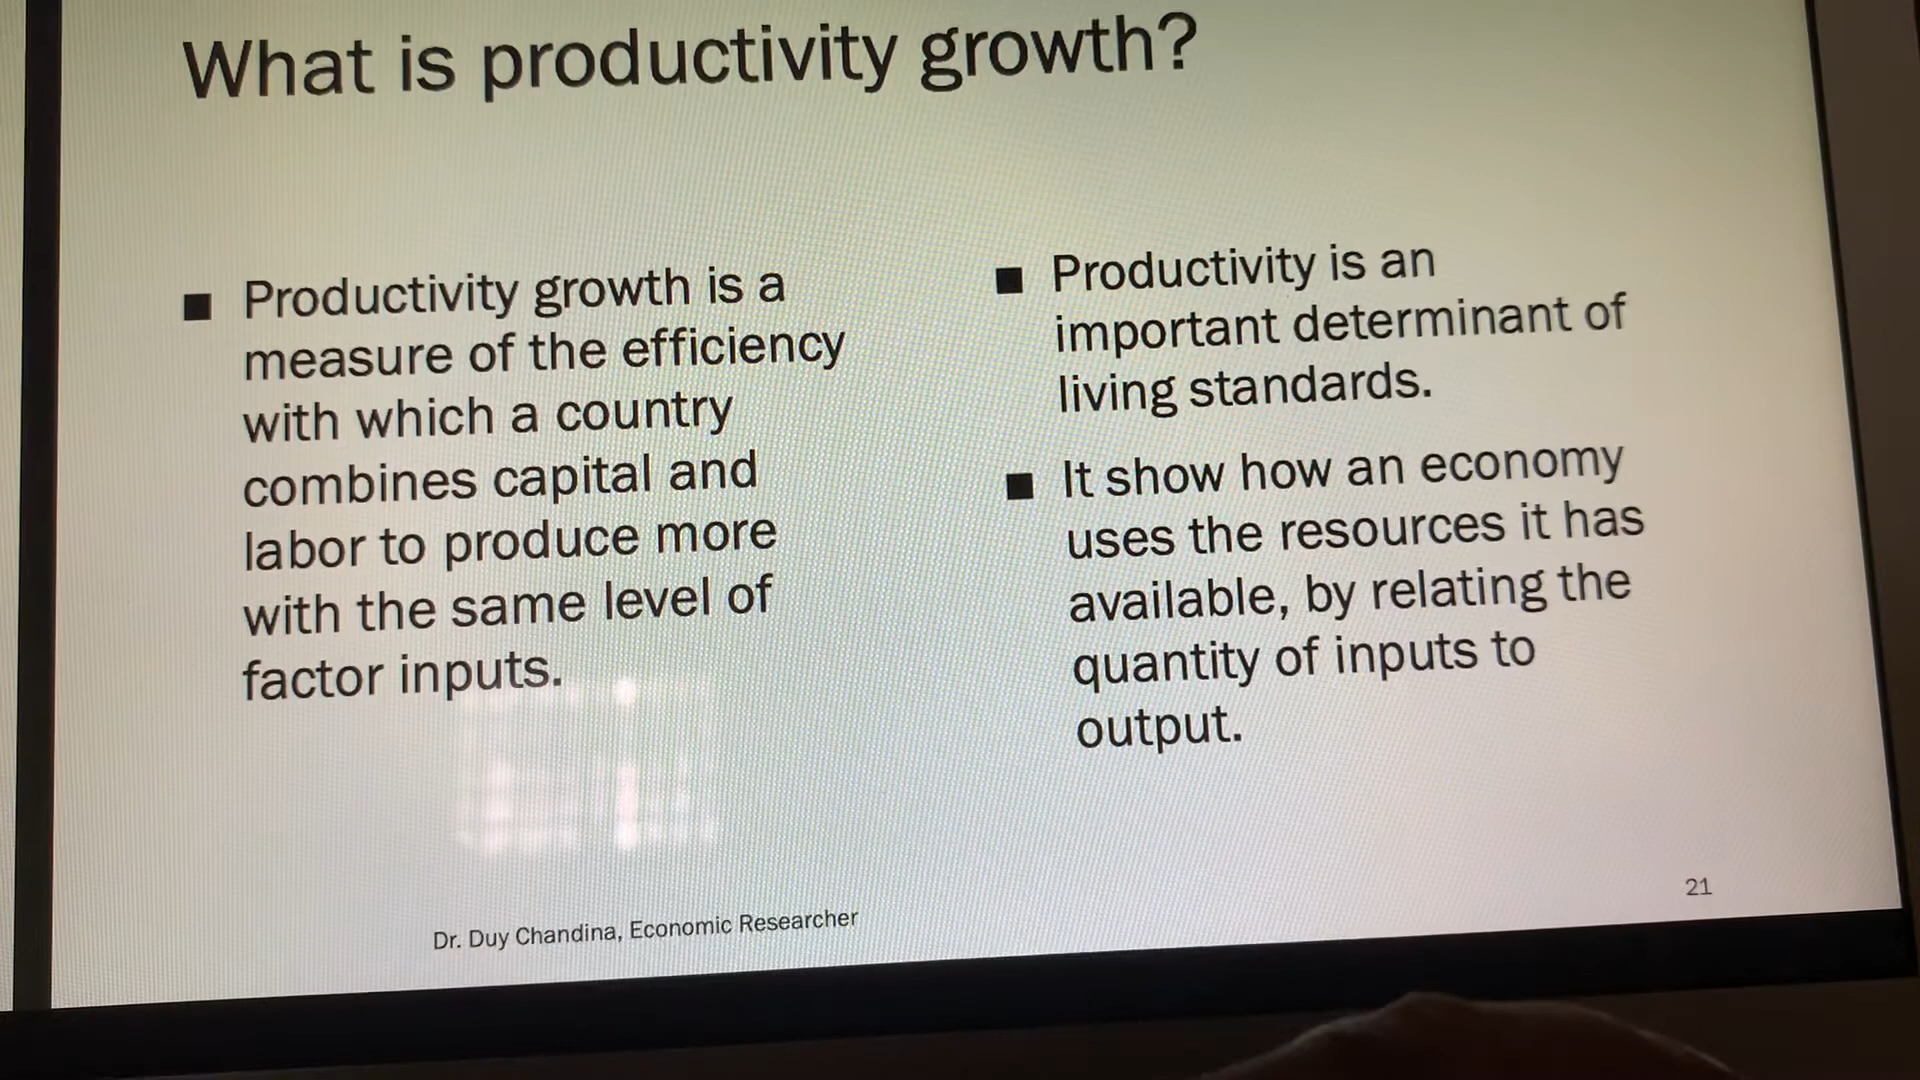 What is productivity growth?
■ Productivity growth is a
measure of the efficiency
with which a country
combines capital and
labor to produce more
with the same level of
factor inputs.
■ Productivity is an
important determinant of
living standards.
■ It show how an economy
uses the resources it has
available, by relating the
quantity of inputs to
output.
Dr. Duy Chandina, Economic Researcher
21